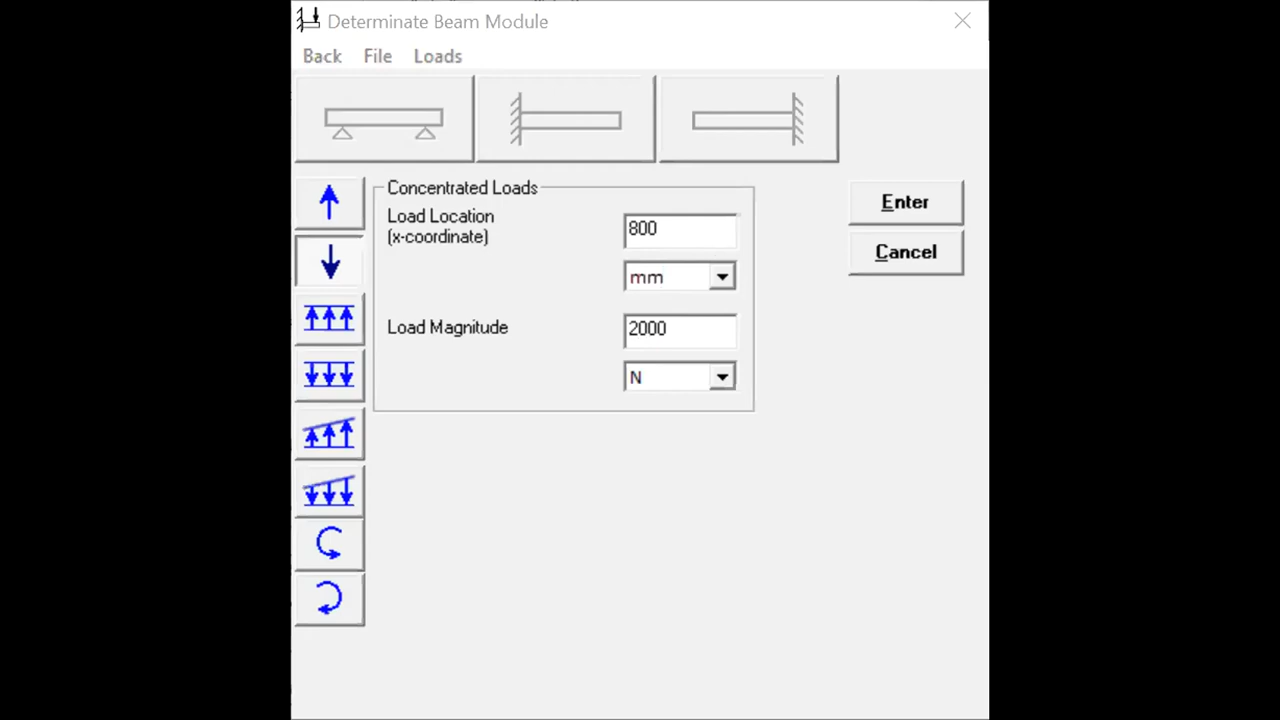 Determinate Beam Module
Back File Loads
Concentrated Loads
Load Location
(x-coordinate)
800
mm
Load Magnitude
2000
N
Enter
Cancel